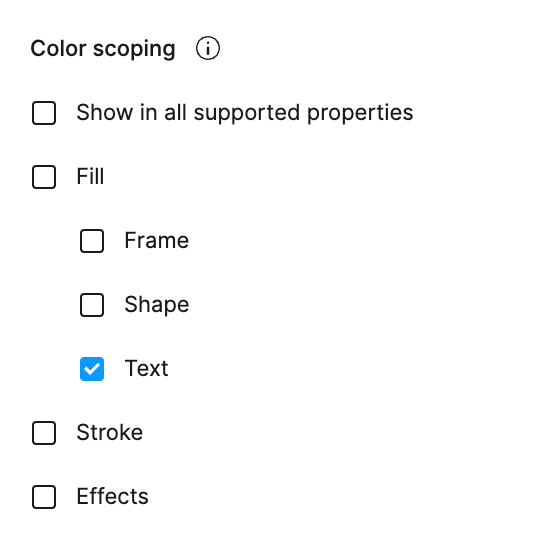 Color scoping
Show in all supported properties
Fill
Frame
Shape
Text
Stroke
Effects